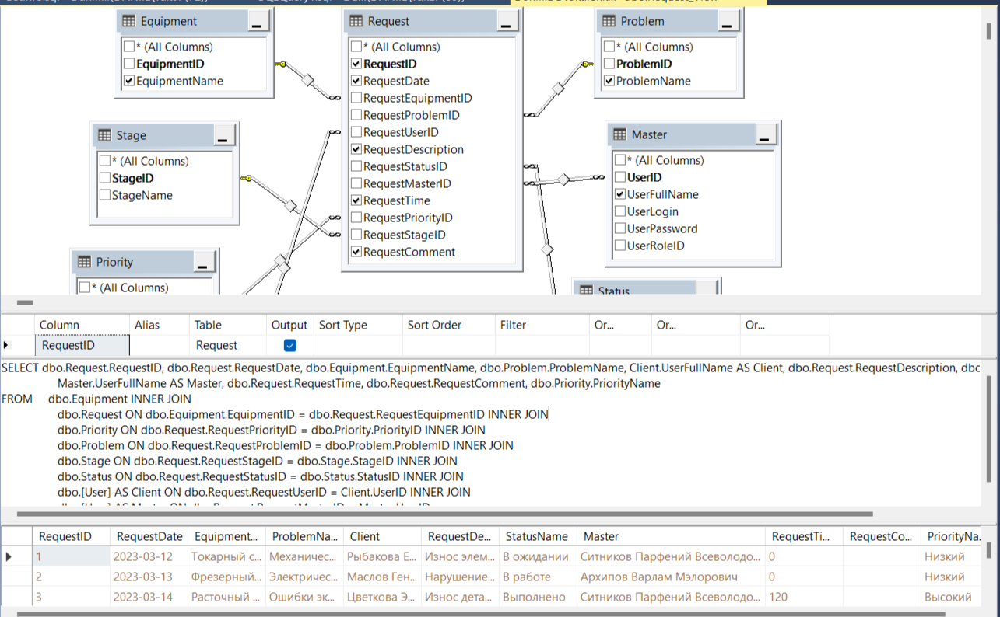 Equipment
* (All Columns)
EquipmentID
EquipmentName
Request
* (All Columns)
RequestID
RequestDate
RequestEquipmentID
RequestProblemID
RequestUserID
RequestDescription
RequestStatusID
RequestMasterID
RequestTime
RequestPriorityID
RequestStageID
RequestComment
Problem
* (All Columns)
ProblemID
ProblemName
Stage
* (All Columns)
StageID
StageName
Master
* (All Columns)
UserID
UserFullName
UserLogin
UserPassword
UserRoleID
Priority
* (All Columns)
Status
Column Alias Table Output Sort Type Sort Order Filter Or... Or... Or...
RequestID Request
SELECT dbo.Request.RequestID, dbo.Request.RequestDate, dbo.Equipment.EquipmentName, dbo.Problem.ProblemName, Client.UserFullName AS Client, dbo.Request.RequestDescription, dbc
Master.UserFullName AS Master, dbo.Request.RequestTime, dbo.Request.RequestComment, dbo.Priority.PriorityName
FROM dbo.Equipment INNER JOIN
dbo.Request ON dbo.Equipment.EquipmentID = dbo.Request.RequestEquipmentID INNER JOIN
dbo.Priority ON dbo.Request.RequestPriorityID = dbo.Priority.PriorityID INNER JOIN
dbo.Problem ON dbo.Request.RequestProblemID = dbo.Problem.ProblemID INNER JOIN
dbo.Stage ON dbo.Request.RequestStageID = dbo.Stage.StageID INNER JOIN
dbo.Status ON dbo.Request.RequestStatusID = dbo.Status.StatusID INNER JOIN
dbo.[User] AS Client ON dbo.Request.RequestUserID = Client.UserID INNER JOIN
RequestID RequestDate Equipment... ProblemNa... Client RequestDe... StatusName Master RequestTi... RequestCo... PriorityNa.
1 2023-03-12 Токарный с... Механичес... Рыбакова Е... Износ элем... В ожидании Ситников Парфений Всеволодо... 0 Низкий
2 2023-03-13 Фрезерный... Электричес... Маслов Ген... Нарушение... В работе Архипов Варлам Мэлорович 0 Низкий
3 2023-03-14 Расточный ... Ошибки эк... Цветкова Э... Износ дета... Выполнено Ситников Парфений Всеволодо... 120 Высокий